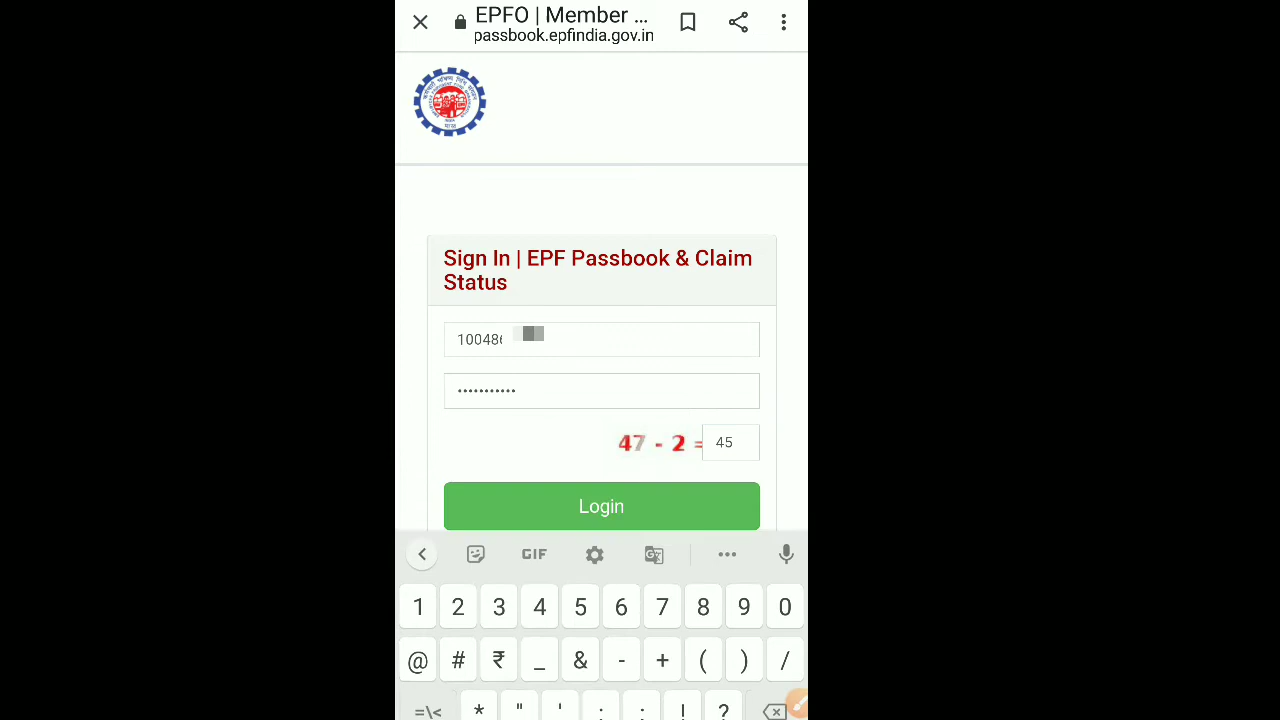 EPFO | Member ...
passbook.epfindia.gov.in
Sign In | EPF Passbook & Claim
Status
10048
47 - 2 =
45
Login
GIF
1 2 3 4 5 6 7 8 9 0
@ # ₹ _ & - + ( ) /
=\< * " ' : ; ! ?